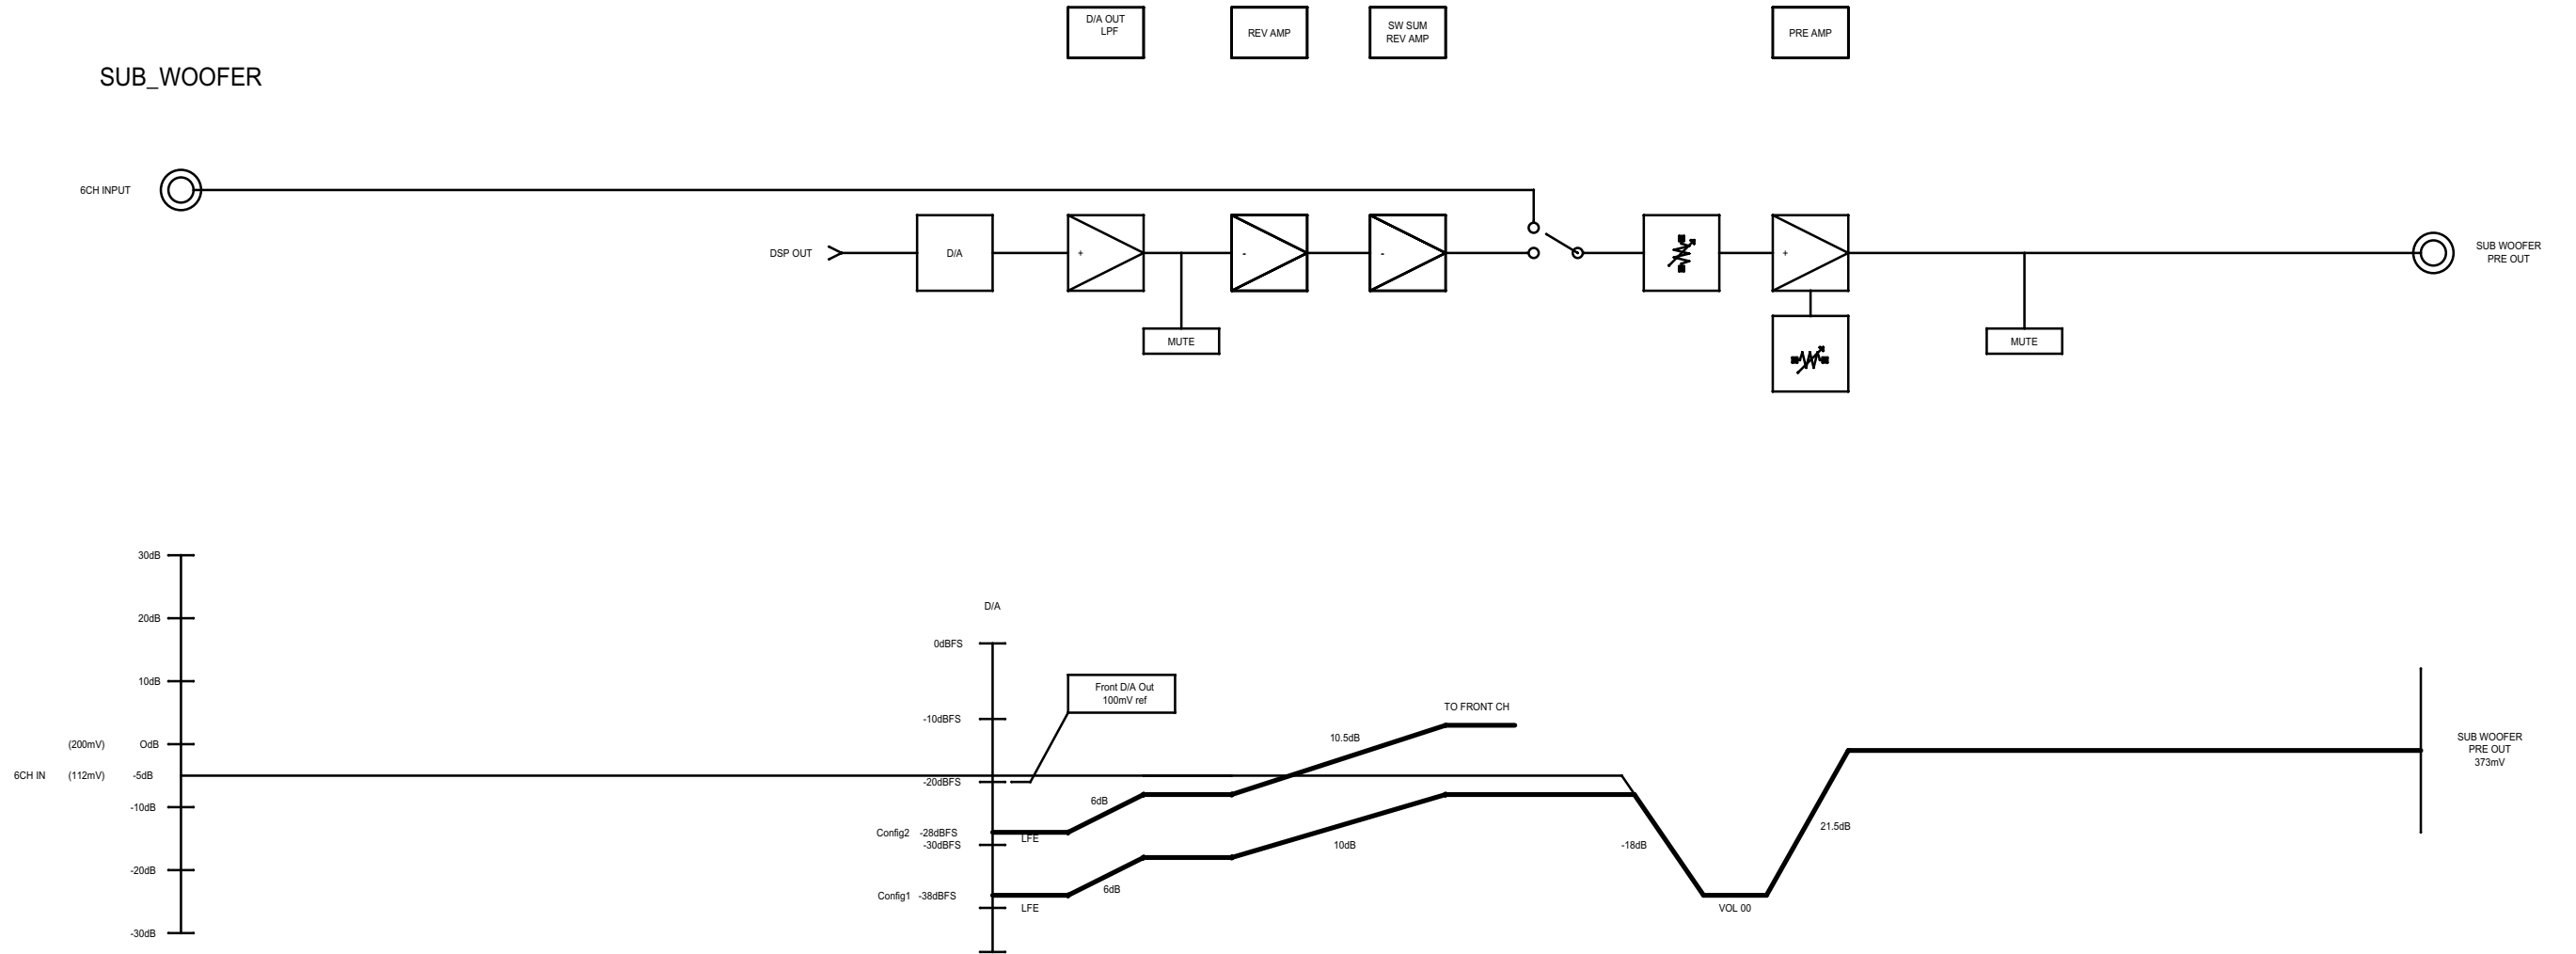 D/A OUT
LPF
REV AMP
SW SUM
REV AMP
PRE AMP
SUB_WOOFER
6CH INPUT
DSP OUT
D/A
+
-
-
+
SUB WOOFER
PRE OUT
MUTE
MUTE
30dB
20dB
10dB
(200mV) OdB
6CH IN (112mV) -5dB
-10dB
-20dB
-30dB
D/A
0dBFS
-10dBFS
-20dBFS
Config2 -28dBFS
-30dBFS
Config1 -38dBFS
Front D/A Out
100mV ref
LFE
LFE
6dB
6dB
10.5dB
10dB
TO FRONT CH
-18dB
VOL 00
21.5dB
SUB WOOFER
PRE OUT
373mV